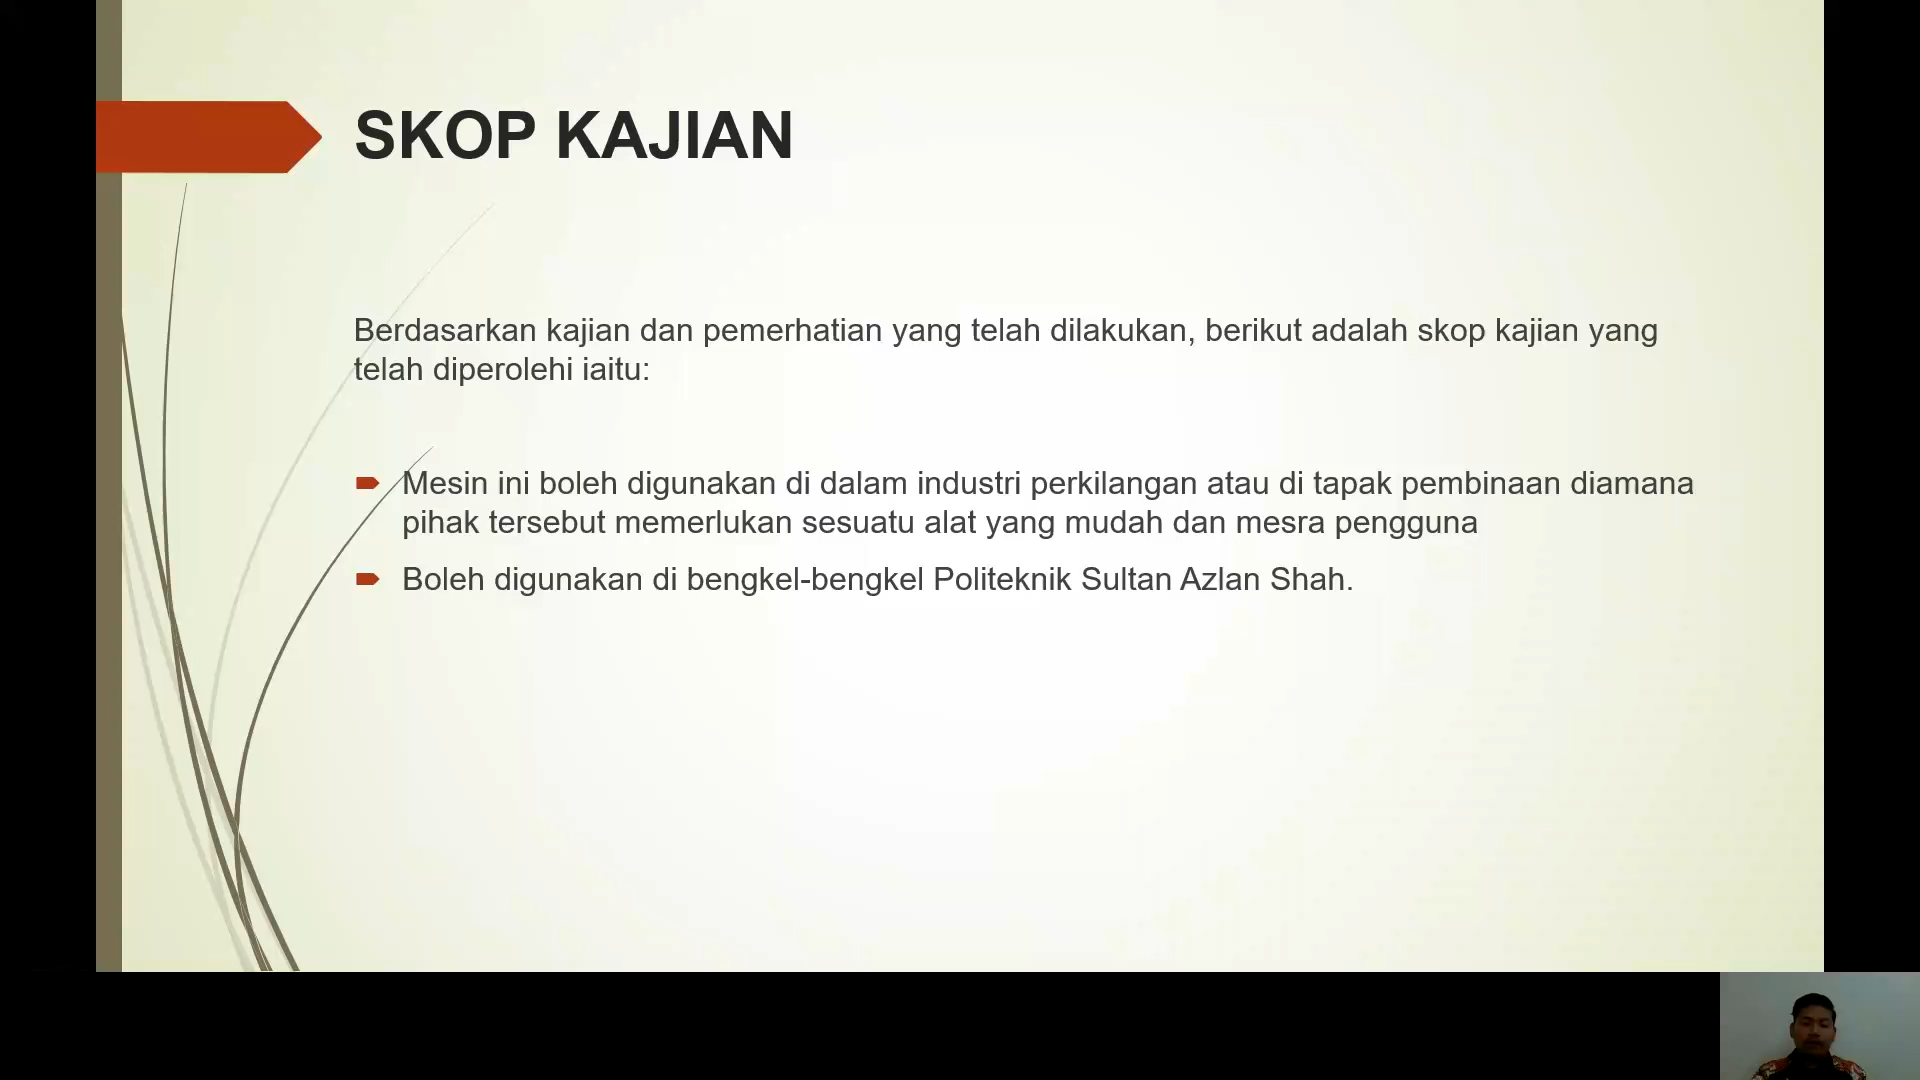 SKOP KAJIAN
Berdasarkan kajian dan pemerhatian yang telah dilakukan, berikut adalah skop kajian yang
telah diperolehi iaitu:
Mesin ini boleh digunakan di dalam industri perkilangan atau di tapak pembinaan diamana
pihak tersebut memerlukan sesuatu alat yang mudah dan mesra pengguna
Boleh digunakan di bengkel-bengkel Politeknik Sultan Azlan Shah.